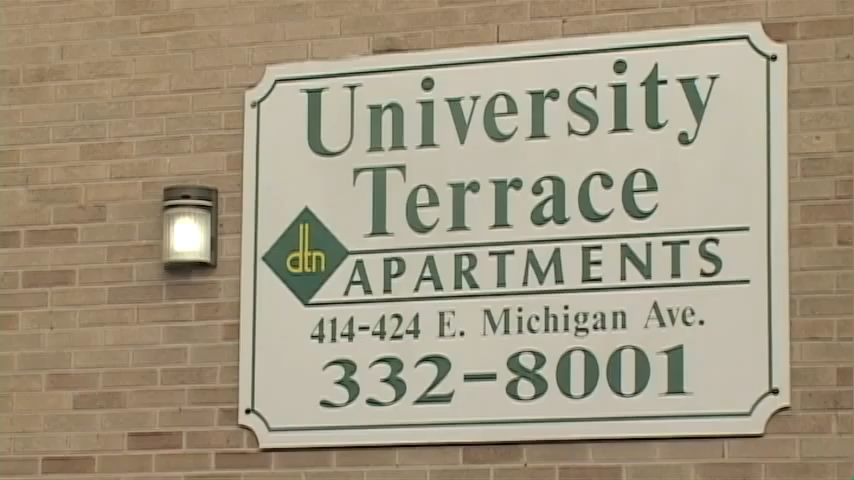 University
Terrace
dtn
APARTMENTS
414-424 E. Michigan Ave.
332-8001